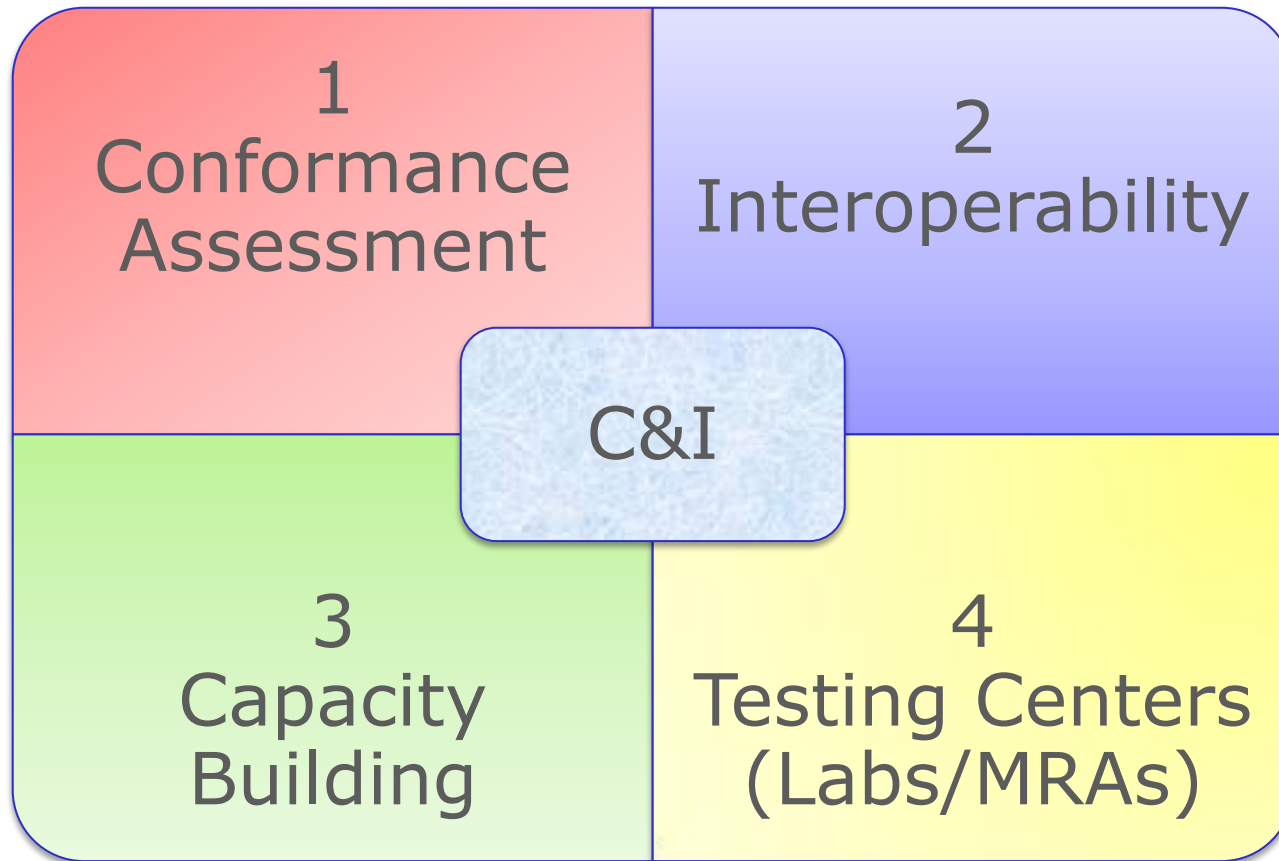 1
Conformance
Assessment
2
Interoperability
C&I
3
Capacity
Building
4
Testing Centers
(Labs/MRAs)